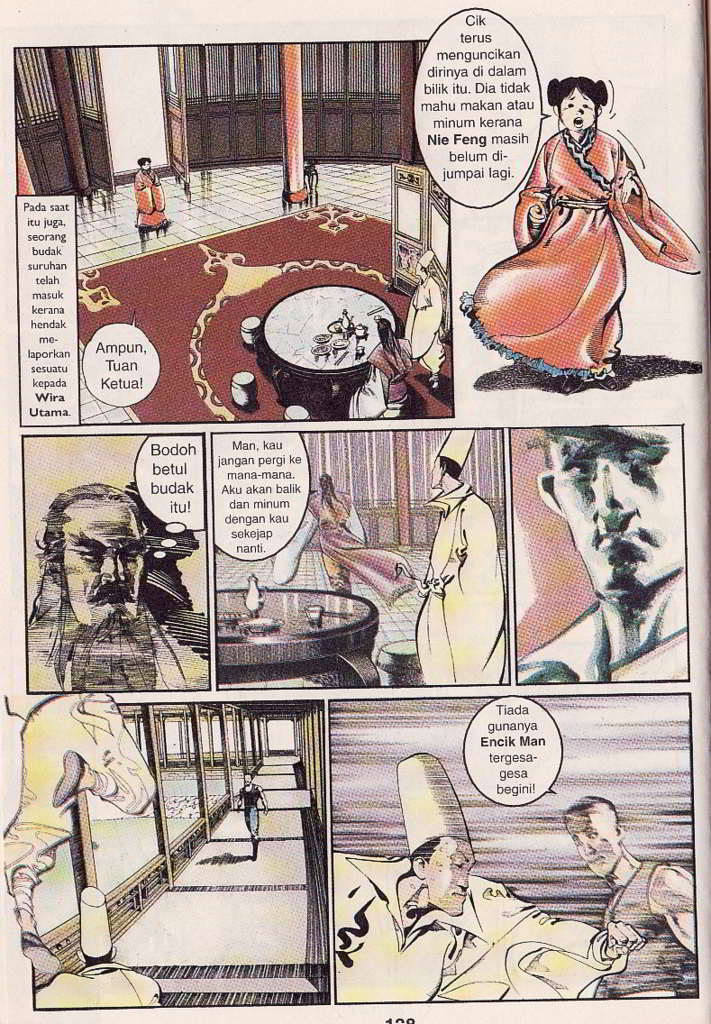 Pada saat
itu juga,
seorang
budak
suruhan
telah
masuk
kerana
hendak
me-
laporkan
sesuatu
kepada
Wira
Utama.
Ampun,
Tuan
Ketua!
Cik
terus
menguncikan
dirinya di dalam
bilik itu. Dia tidak
mahu makan atau
minum kerana
Nie Feng masih
belum di-
jumpai lagi.
Bodoh
betul
budak
itu!
Man, kau
jangan pergi ke
mana-mana.
Aku akan balik
dan minum
dengan kau
sekejap
nanti.
Tiada
gunanya
Encik Man
tergesa-
gesa
begini!